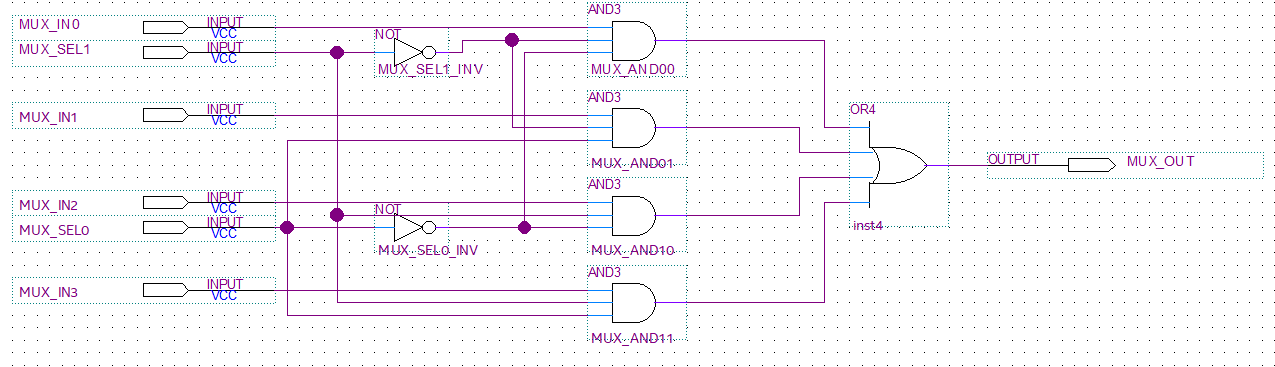 AND3
MUX_IN0 INPUT
VCC
MUX_SEL1 INPUT
VCC
NOT
MUX_SEL1_INV
MUX_AND00
AND3
MUX_IN1 INPUT
VCC
OR4
MUX_AND01
OUTPUT MUX_OUT
AND3
MUX_IN2 INPUT
VCC
NOT
MUX_SEL0 INPUT
VCC
inst4
MUX_SEL0_INV
MUX_AND10
AND3
MUX_IN3 INPUT
VCC
MUX_AND11